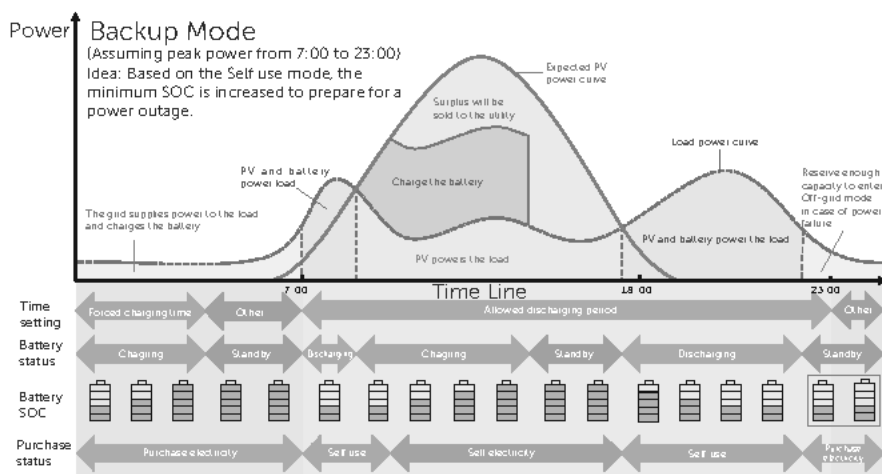 Power
Backup Mode
(Assuming peak power from 7:00 to 23:00)
Idea: Based on the Self use mode, the
minimum SOC is increased to prepare for a
power outage.
Expected PV
power curve
Surplus will be
sold to the utility
Load power curve
PV and battery
power load
Charge the battery
Reserve enough
capacity to enter
Off-grid mode
in case of power
failure
The grid supplies power to the load
and charges the battery
PV and battery power the load
PV powers the load
7:00
Time Line
18:00
23:00
Time
setting
Forced charging time
Other
Allowed discharging period
Other
Battery
status
Chagring
Standby
Discharging
Chagring
Standby
Discharging
Standby
Battery
SOC
Purchase
status
Purchase electricity
Self use
Sell electricity
Self use
Purchase
electricity